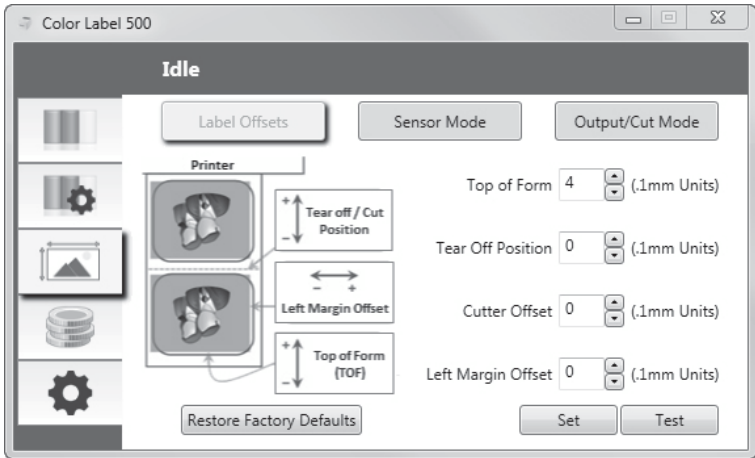 Color Label 500
Idle
Label Offsets
Sensor Mode
Output/Cut Mode
Printer
+
-
Tear off / Cut
Position
- +
Left Margin Offset
+
-
Top of Form
(TOF)
Top of Form 4 (.1mm Units)
Tear Off Position 0 (.1mm Units)
Cutter Offset 0 (.1mm Units)
Left Margin Offset 0 (.1mm Units)
Restore Factory Defaults
Set
Test